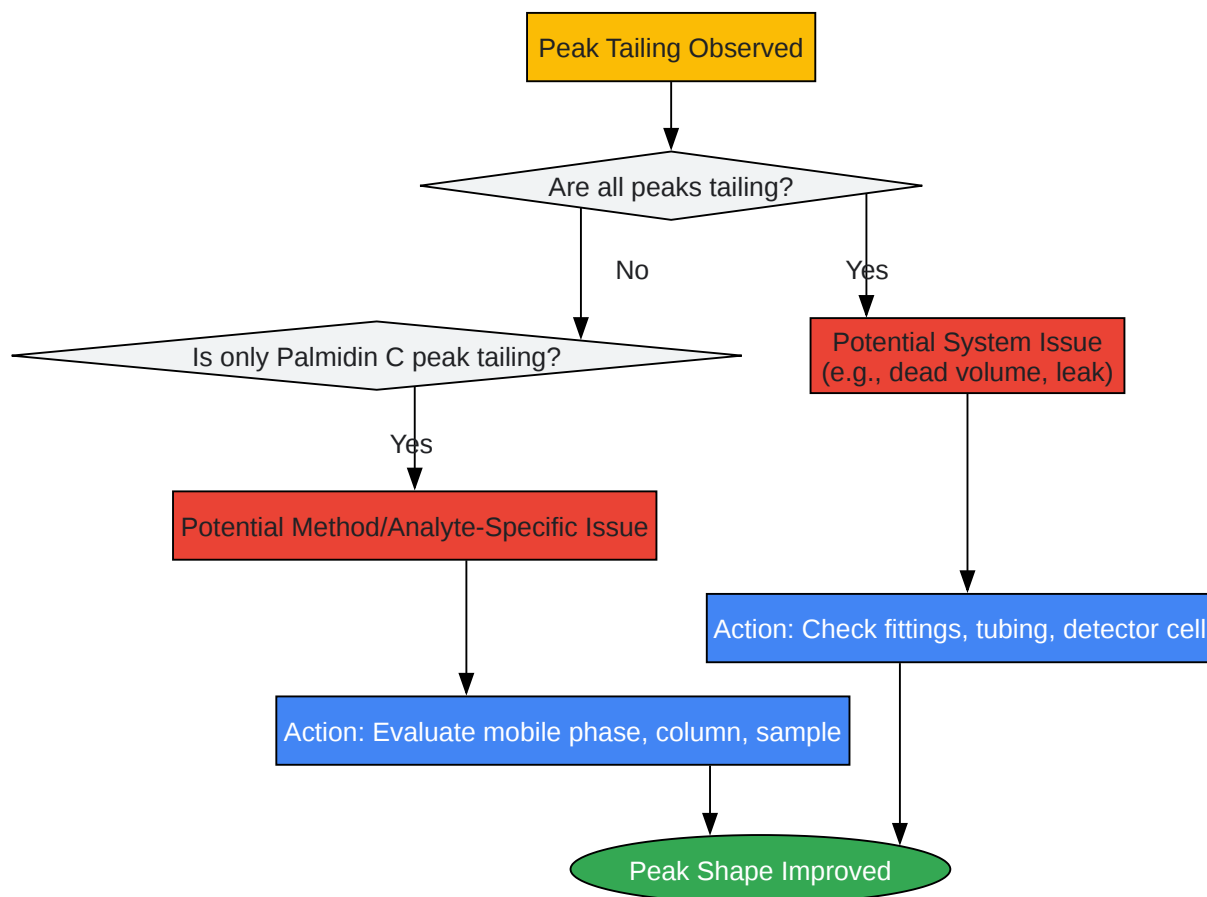 Peak Tailing Observed
Are all peaks tailing?
No
Yes
Is only Palmidin C peak tailing?
Potential System Issue
(e.g., dead volume, leak)
Yes
Potential Method/Analyte-Specific Issue
Action: Check fittings, tubing, detector cell
Action: Evaluate mobile phase, column, sample
Peak Shape Improved